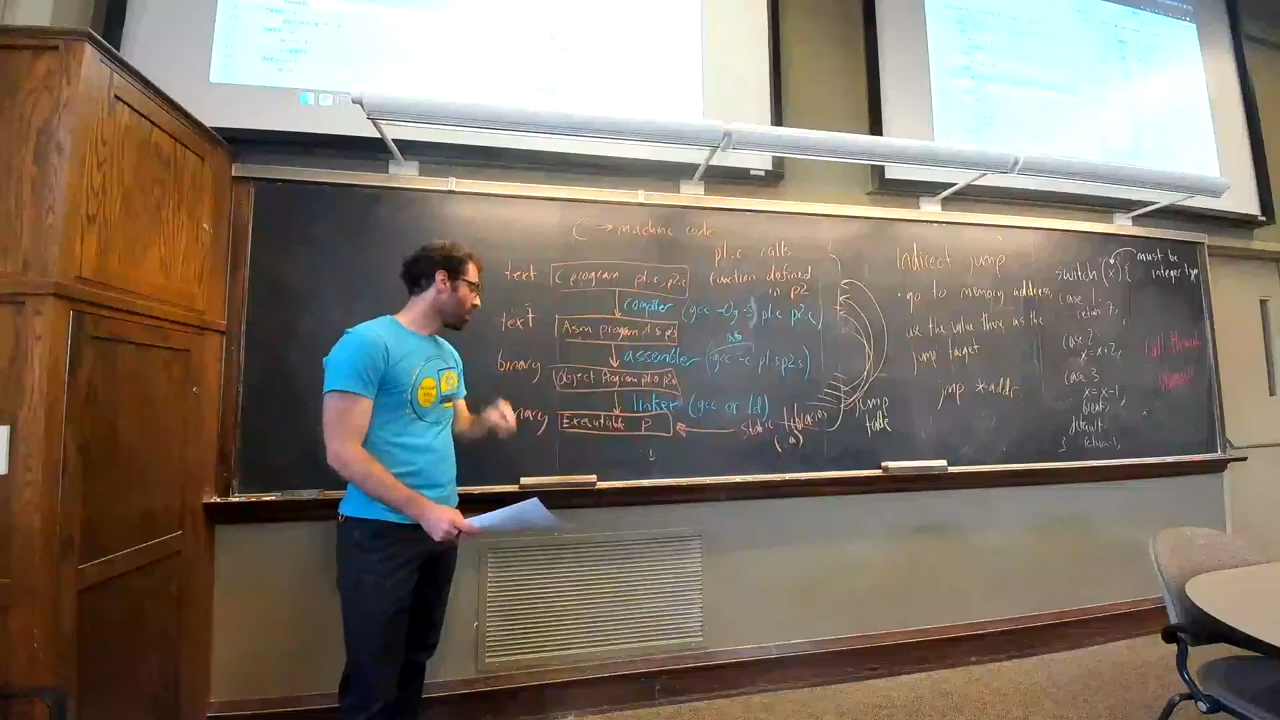 C → machine code
p1.c calls
function defined
in p2
text
C program p1.c, p2.c
compiler (gcc -Og -S) p1.c p2.c
text
Asm program p1.s p2.s
assembler (gcc -c p1.s p2.s)
binary
Object Program p1.o p2.o
linker (gcc or ld)
binary
Executable p
static libraries
(.a)
jump
table
Indirect jump
• go to memory address,
use the value there as the
jump target
jmp *addr
switch (x) {
must be
integer type
case 1:
return 7;
case 2
x=x+2;
case 3
x=x-1,
break;
default:
return -1;
}
fall through